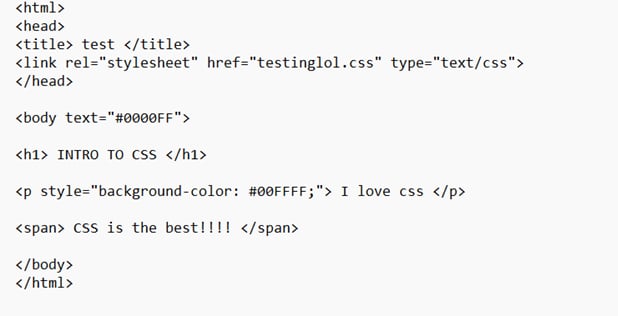 <html>
<head>
<title> test </title>
<link rel="stylesheet" href="testinglol.css" type="text/css">
</head>
<body text="#0000FF">
<h1> INTRO TO CSS </h1>
<p style="background-color: #00FFFF;"> I love css </p>
<span> CSS is the best!!!! </span>
</body>
</html>